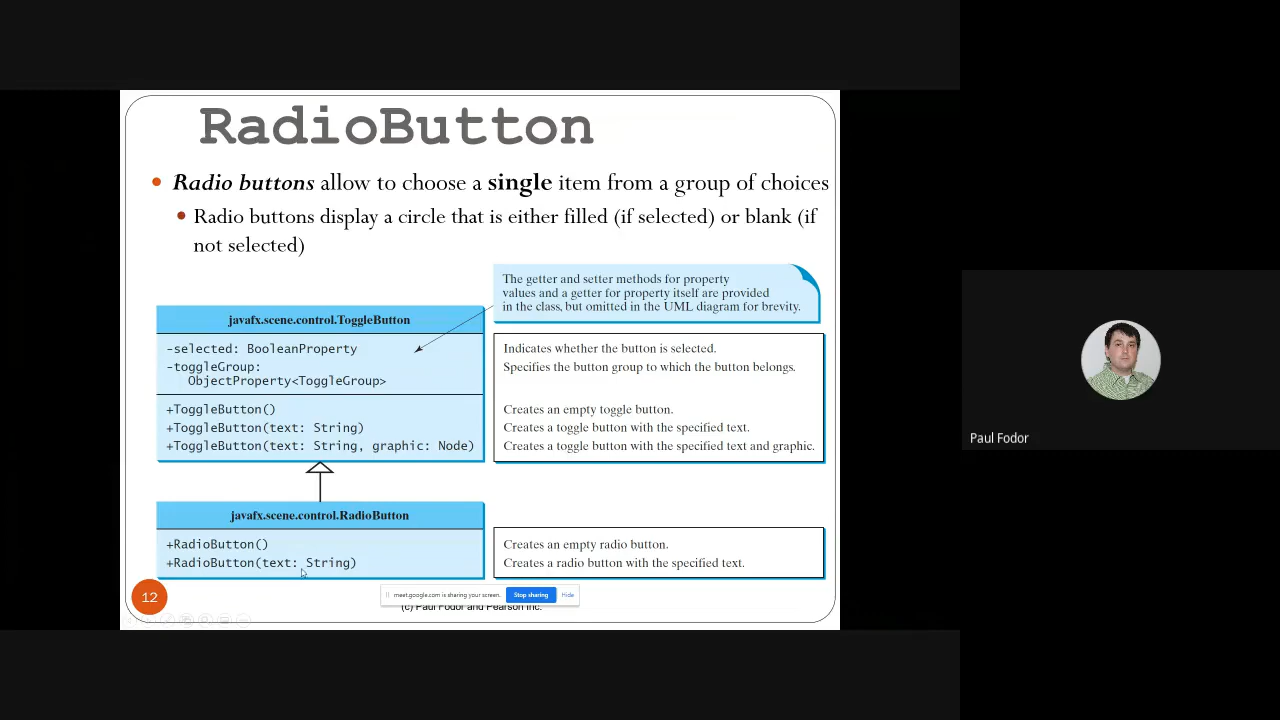 RadioButton
Radio buttons allow to choose a single item from a group of choices
Radio buttons display a circle that is either filled (if selected) or blank (if
not selected)
The getter and setter methods for property
values and a getter for property itself are provided
in the class, but omitted in the UML diagram for brevity.
javafx.scene.control.ToggleButton
-selected: BooleanProperty
Indicates whether the button is selected.
-toggleGroup:
Specifies the button group to which the button belongs.
ObjectProperty<ToggleGroup>
+ToggleButton()
Creates an empty toggle button.
+ToggleButton(text: String)
Creates a toggle button with the specified text.
+ToggleButton(text: String, graphic: Node)
Creates a toggle button with the specified text and graphic.
javafx.scene.control.RadioButton
+RadioButton()
Creates an empty radio button.
+RadioButton(text: String)
Creates a radio button with the specified text.
12
meet.google.com is sharing your screen.
Stop sharing
Hide
(c) Paul Fodor and Pearson Inc.
Paul Fodor